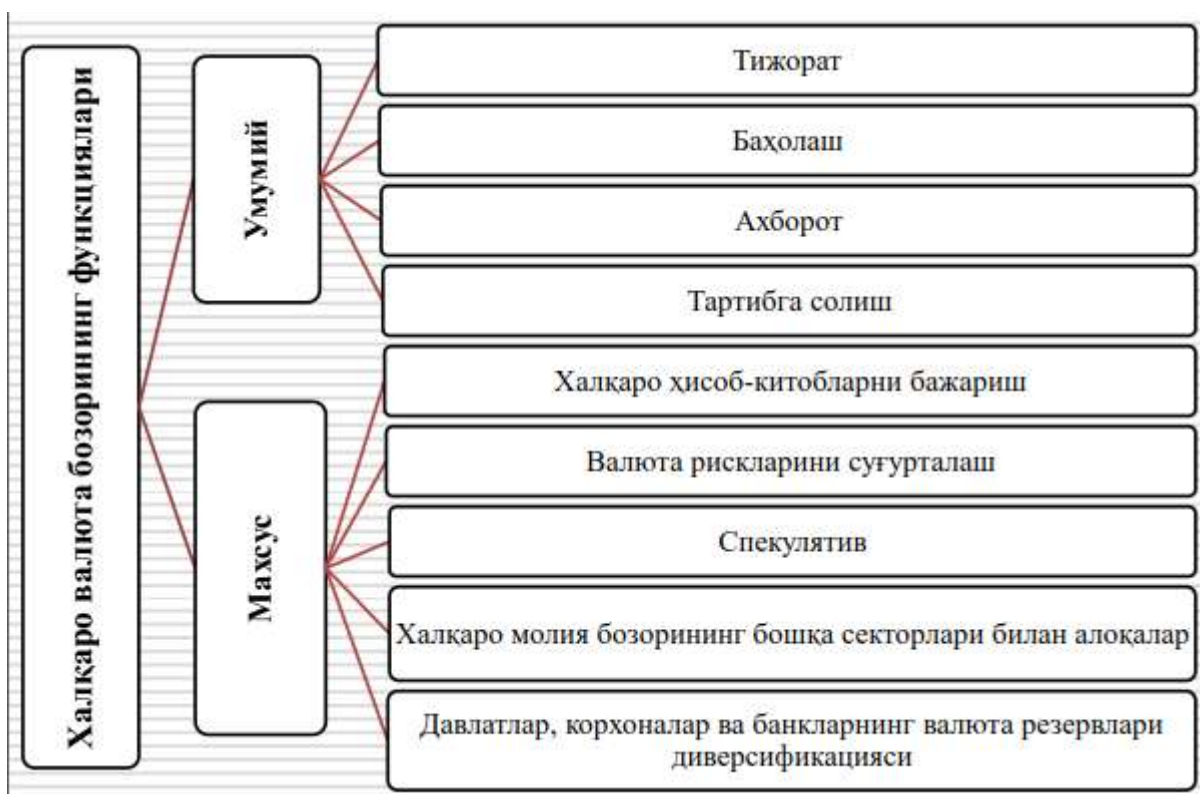 Халқаро валюта бозорининг функциялари
Умумий
Тижорат
Баҳолаш
Ахборот
Тартибга солиш
Махсус
Халқаро ҳисоб-китобларни бажариш
Валюта рискларини суғурталаш
Спекулятив
Халқаро молия бозорининг бошқа секторлари билан алоқалар
Давлатлар, корхоналар ва банкларнинг валюта резервлари
диверсификацияси